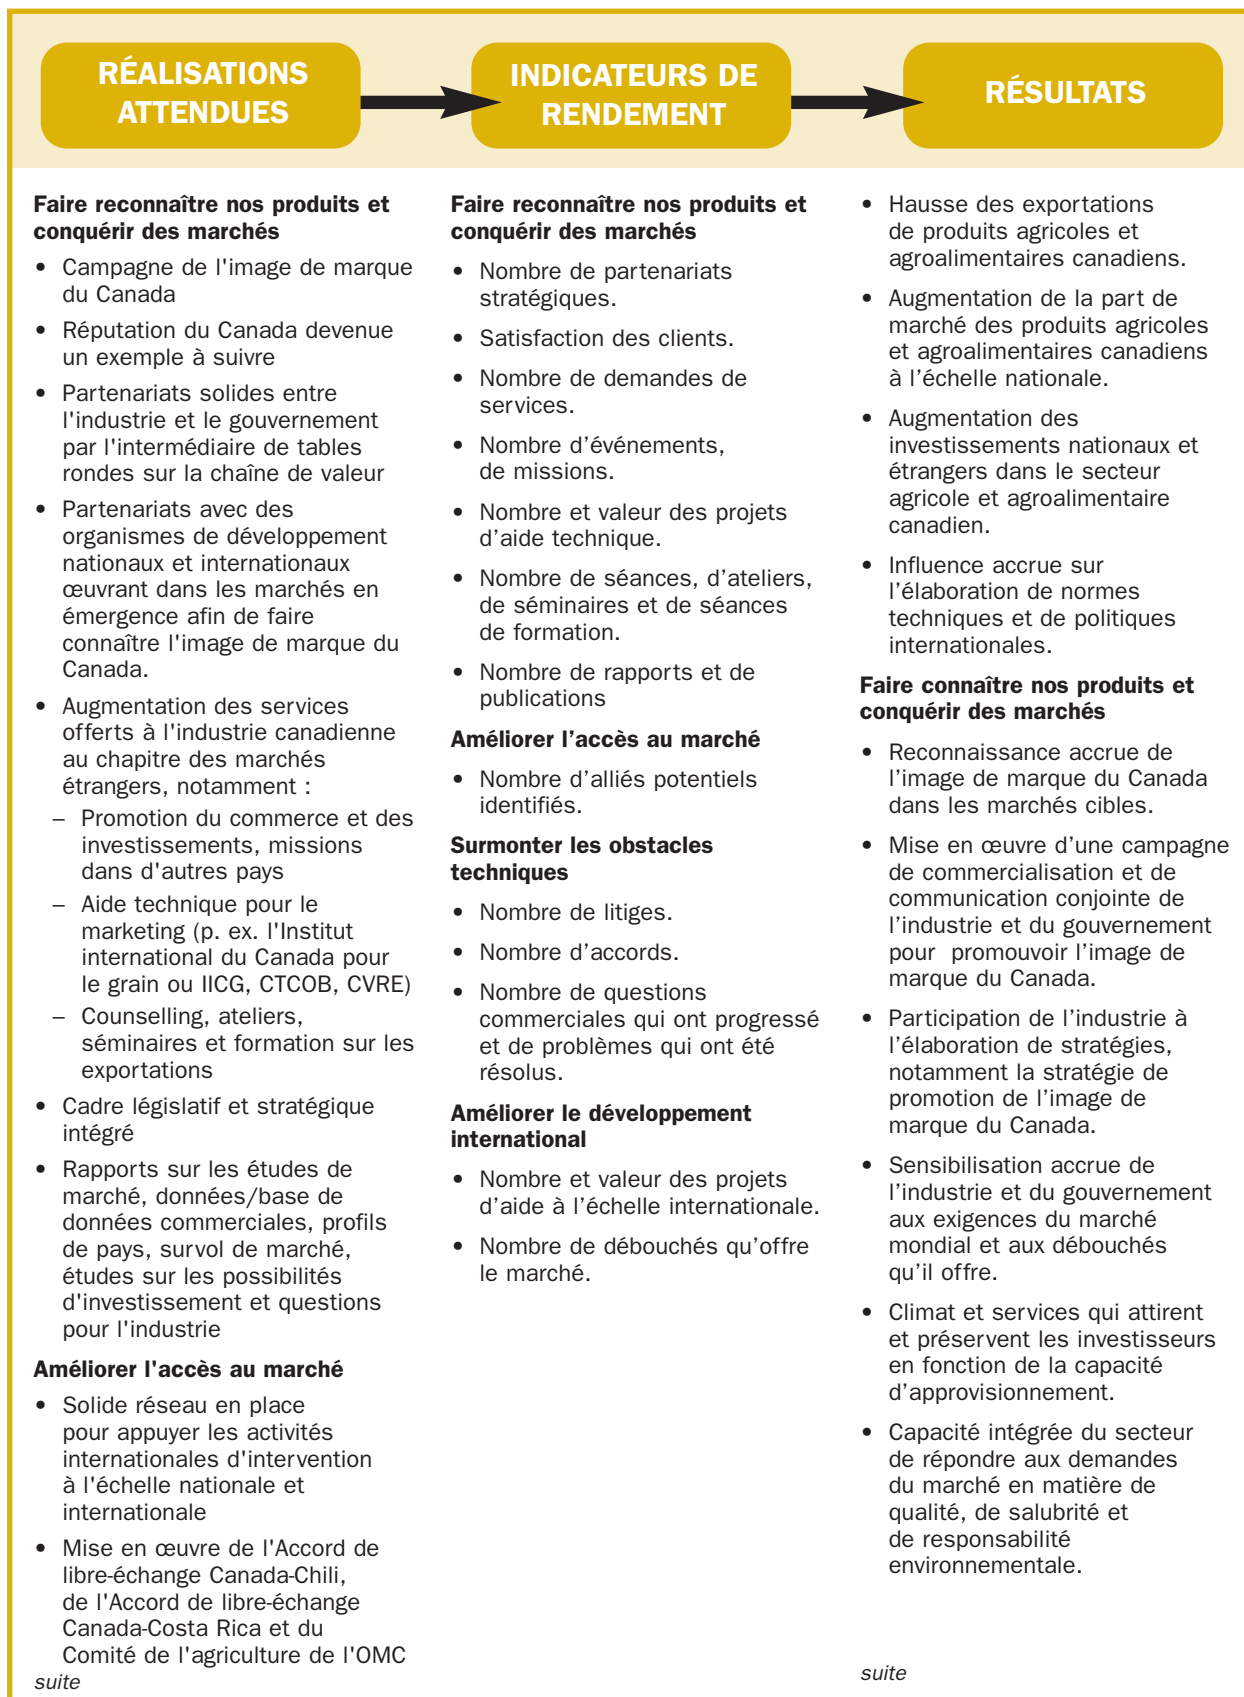 RÉALISATIONS
ATTENDUES
INDICATEURS DE
RENDEMENT
RÉSULTATS
Faire reconnaître nos produits et
conquérir des marchés
• Campagne de l'image de marque
du Canada
• Réputation du Canada devenue
un exemple à suivre
• Partenariats solides entre
l'industrie et le gouvernement
par l'intermédiaire de tables
rondes sur la chaîne de valeur
• Partenariats avec des
organismes de développement
nationaux et internationaux
œuvrant dans les marchés en
émergence afin de faire
connaître l'image de marque du
Canada.
• Augmentation des services
offerts à l'industrie canadienne
au chapitre des marchés
étrangers, notamment :
– Promotion du commerce et des
investissements, missions
dans d'autres pays
– Aide technique pour le
marketing (p. ex. l'Institut
international du Canada pour
le grain ou IICG, CTCOB, CVRE)
– Counselling, ateliers,
séminaires et formation sur les
exportations
• Cadre législatif et stratégique
intégré
• Rapports sur les études de
marché, données/base de
données commerciales, profils
de pays, survol de marché,
études sur les possibilités
d'investissement et questions
pour l'industrie
Améliorer l'accès au marché
• Solide réseau en place
pour appuyer les activités
internationales d'intervention
à l'échelle nationale et
internationale
• Mise en œuvre de l'Accord de
libre-échange Canada-Chili,
de l'Accord de libre-échange
Canada-Costa Rica et du
Comité de l'agriculture de l'OMC
suite
Faire reconnaître nos produits et
conquérir des marchés
• Nombre de partenariats
stratégiques.
• Satisfaction des clients.
• Nombre de demandes de
services.
• Nombre d’événements,
de missions.
• Nombre et valeur des projets
d’aide technique.
• Nombre de séances, d’ateliers,
de séminaires et de séances
de formation.
• Nombre de rapports et de
publications
Améliorer l’accès au marché
• Nombre d’alliés potentiels
identifiés.
Surmonter les obstacles
techniques
• Nombre de litiges.
• Nombre d’accords.
• Nombre de questions
commerciales qui ont progressé
et de problèmes qui ont été
résolus.
Améliorer le développement
international
• Nombre et valeur des projets
d’aide à l’échelle internationale.
• Nombre de débouchés qu’offre
le marché.
• Hausse des exportations
de produits agricoles et
agroalimentaires canadiens.
• Augmentation de la part de
marché des produits agricoles
et agroalimentaires canadiens
à l’échelle nationale.
• Augmentation des
investissements nationaux et
étrangers dans le secteur
agricole et agroalimentaire
canadien.
• Influence accrue sur
l’élaboration de normes
techniques et de politiques
internationales.
Faire connaître nos produits et
conquérir des marchés
• Reconnaissance accrue de
l’image de marque du Canada
dans les marchés cibles.
• Mise en œuvre d’une campagne
de commercialisation et de
communication conjointe de
l’industrie et du gouvernement
pour promouvoir l’image de
marque du Canada.
• Participation de l’industrie à
l’élaboration de stratégies,
notamment la stratégie de
promotion de l’image de
marque du Canada.
• Sensibilisation accrue de
l’industrie et du gouvernement
aux exigences du marché
mondial et aux débouchés
qu’il offre.
• Climat et services qui attirent
et préservent les investisseurs
en fonction de la capacité
d’approvisionnement.
• Capacité intégrée du secteur
de répondre aux demandes
du marché en matière de
qualité, de salubrité et
de responsabilité
environnementale.
suite